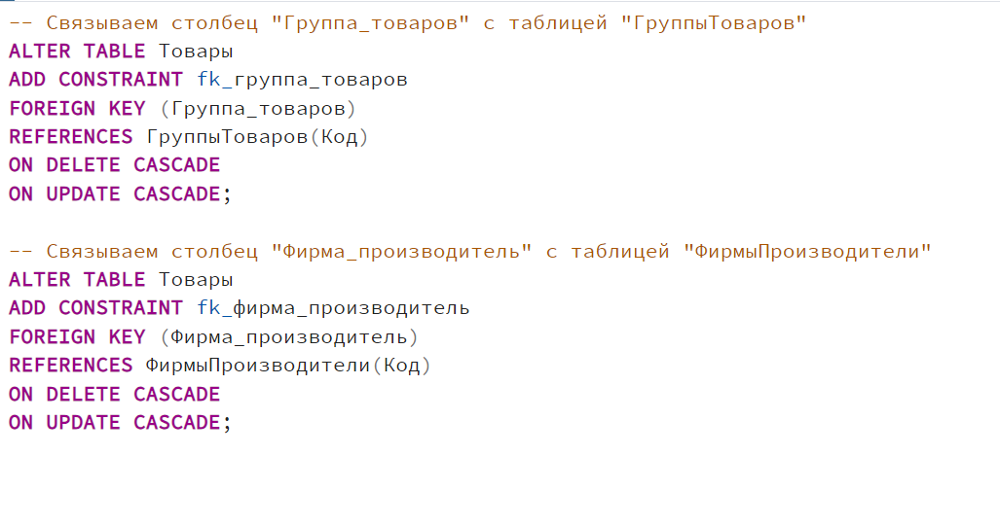 -- Связываем столбец "Группа_товаров" с таблицей "ГруппыТоваров"
ALTER TABLE Товары
ADD CONSTRAINT fk_группа_товаров
FOREIGN KEY (Группа_товаров)
REFERENCES ГруппыТоваров(Код)
ON DELETE CASCADE
ON UPDATE CASCADE;
-- Связываем столбец "Фирма_производитель" с таблицей "ФирмыПроизводители"
ALTER TABLE Товары
ADD CONSTRAINT fk_фирма_производитель
FOREIGN KEY (Фирма_производитель)
REFERENCES ФирмыПроизводители(Код)
ON DELETE CASCADE
ON UPDATE CASCADE;